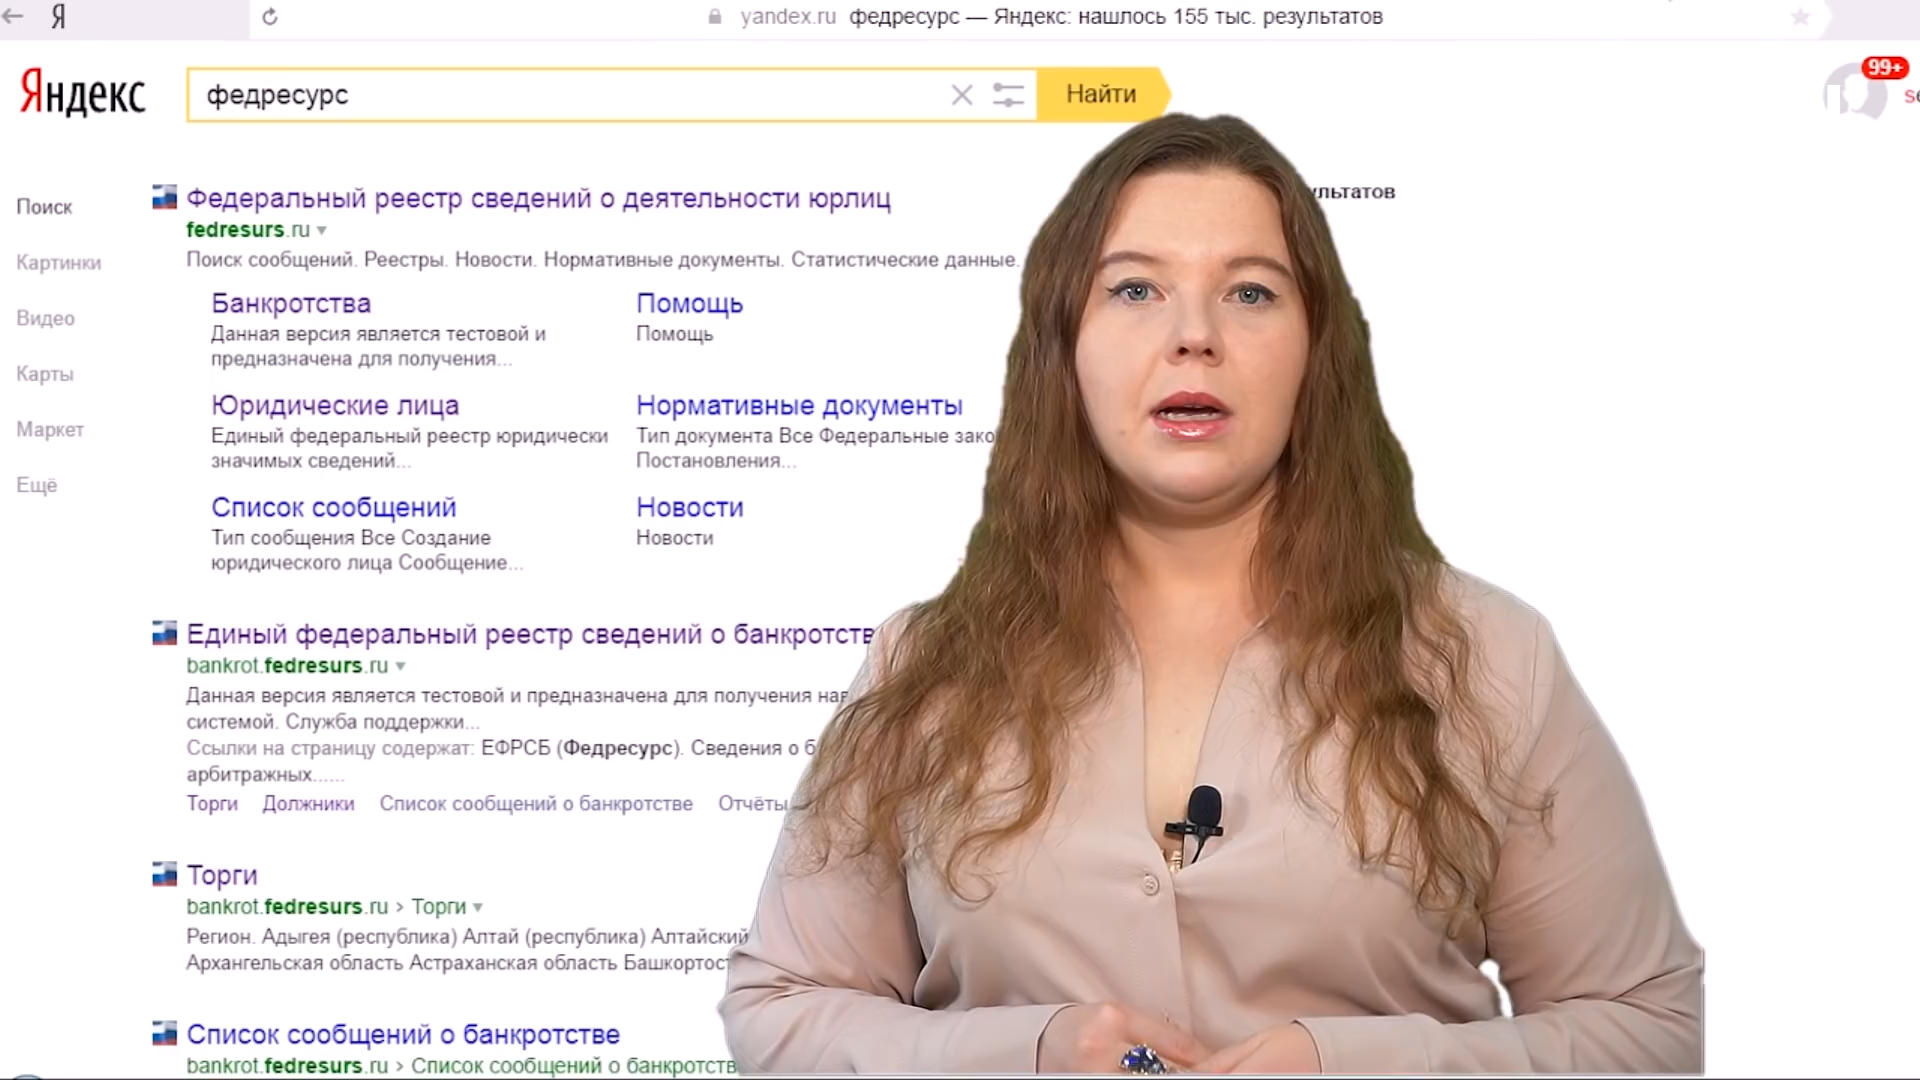 Я
yandex.ru федресурс — Яндекс: нашлось 155 тыс. результатов
Яндекс
федресурс
Найти
99+
Поиск
Картинки
Видео
Карты
Маркет
Ещё
Федеральный реестр сведений о деятельности юрлиц
fedresurs.ru
Поиск сообщений. Реестры. Новости. Нормативные документы. Статистические данные.
Банкротства
Данная версия является тестовой и
предназначена для получения...
Помощь
Помощь
Юридические лица
Единый федеральный реестр юридически
значимых сведений...
Нормативные документы
Тип документа Все Федеральные зако
Постановления...
Список сообщений
Тип сообщения Все Создание
юридического лица Сообщение...
Новости
Новости
Единый федеральный реестр сведений о банкротств
bankrot.fedresurs.ru
Данная версия является тестовой и предназначена для получения нав
системой. Служба поддержки...
Ссылки на страницу содержат: ЕФРСБ (Федресурс). Сведения о б
арбитражных......
Торги Должники Список сообщений о банкротстве Отчёты
Торги
bankrot.fedresurs.ru › Торги
Регион. Адыгея (республика) Алтай (республика) Алтайский
Архангельская область Астраханская область Башкортост
Список сообщений о банкротстве
bankrot.fedresurs.ru › Список сообщений о банкротств
ультатов